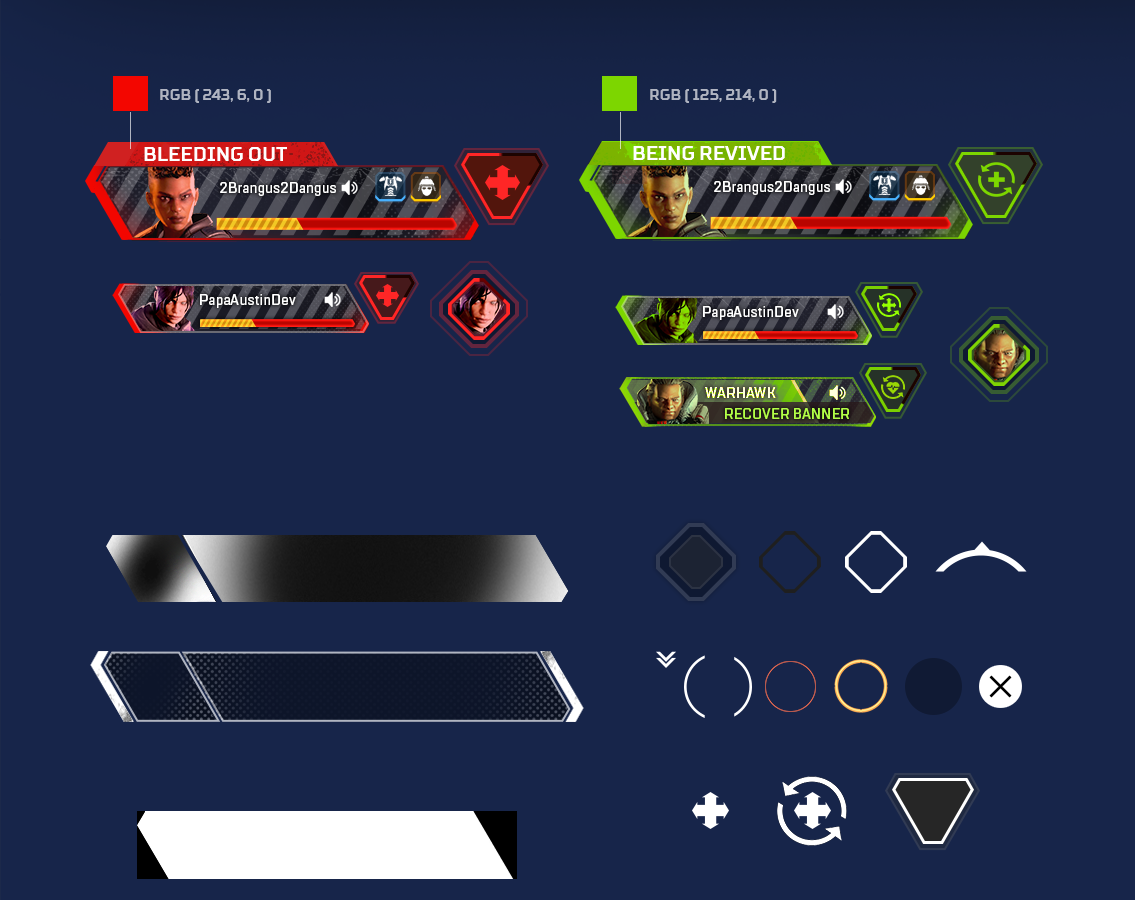 RGB ( 243, 6, 0 )
BLEEDING OUT
2Brangus2Dangus
PapaAustinDev
RGB ( 125, 214, 0 )
BEING REVIVED
2Brangus2Dangus
PapaAustinDev
WARHAWK
RECOVER BANNER